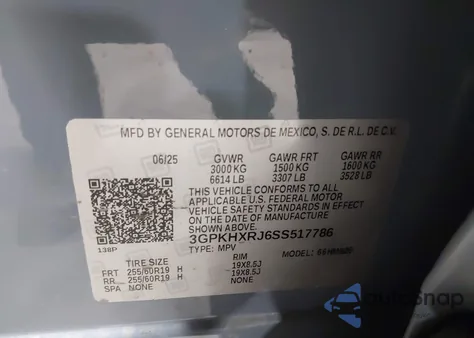 MFD BY GENERAL MOTORS DE MEXICO, S. DE R.L. DE C.V.
06/25 GVWR GAWR FRT GAWR RR
3000 KG 1500 KG 1600 KG
6614 LB 3307 LB 3528 LB
THIS VEHICLE CONFORMS TO ALL
APPLICABLE U.S. FEDERAL MOTOR
VEHICLE SAFETY STANDARDS IN EFFECT
ON THE DATE OF MANUFACTURE
3GPKHXRJ6SS517786
138P
TYPE: MPV MODEL:
TIRE SIZE RIM
FRT 255/60R19 H 19X8.5J
RR 255/60R19 H 19X8.5J
SPA NONE NONE
AutoSnap